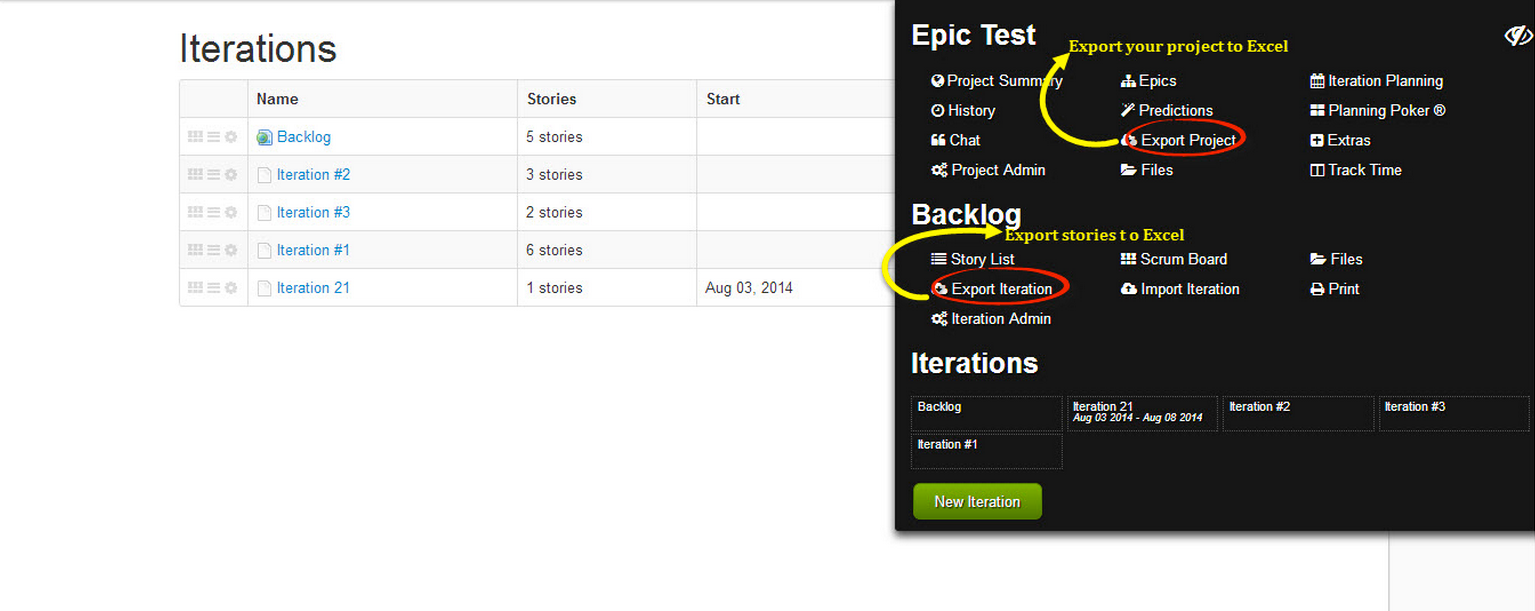 Iterations
Name Stories Start
Backlog 5 stories
Iteration #2 3 stories
Iteration #3 2 stories
Iteration #1 6 stories
Iteration 21 1 stories Aug 03, 2014
Epic Test
Export your project to Excel
Project Summary Epics Iteration Planning
History Predictions Planning Poker ®
Chat Export Project Extras
Project Admin Files Track Time
Backlog
Export stories t o Excel
Story List Scrum Board Files
Export Iteration Import Iteration Print
Iteration Admin
Iterations
Backlog Iteration 21 Iteration #2 Iteration #3
Aug 03 2014 - Aug 08 2014
Iteration #1
New Iteration